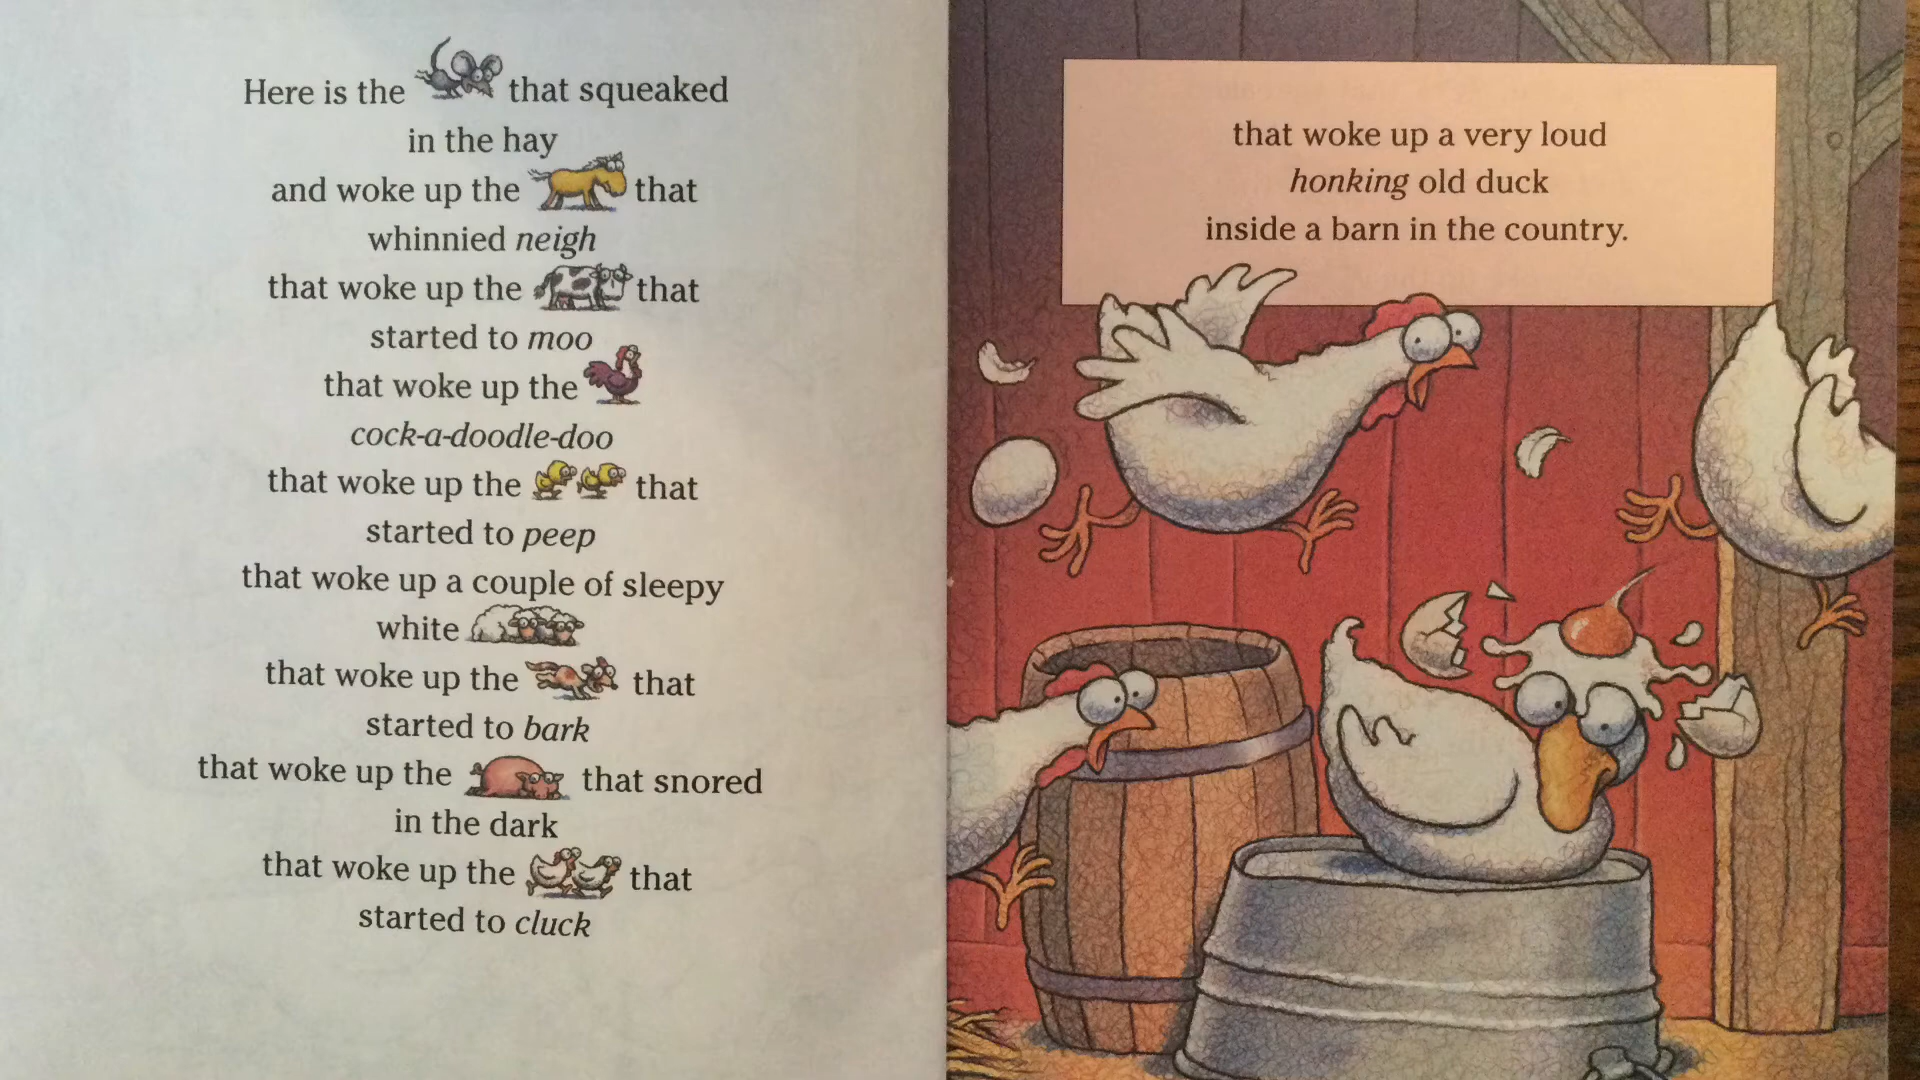 Here is the that squeaked
in the hay
and woke up the that
whinnied neigh
that woke up the that
started to moo
that woke up the
cock-a-doodle-doo
that woke up the that
started to peep
that woke up a couple of sleepy
white
that woke up the that
started to bark
that woke up the that snored
in the dark
that woke up the that
started to cluck
that woke up a very loud
honking old duck
inside a barn in the country.